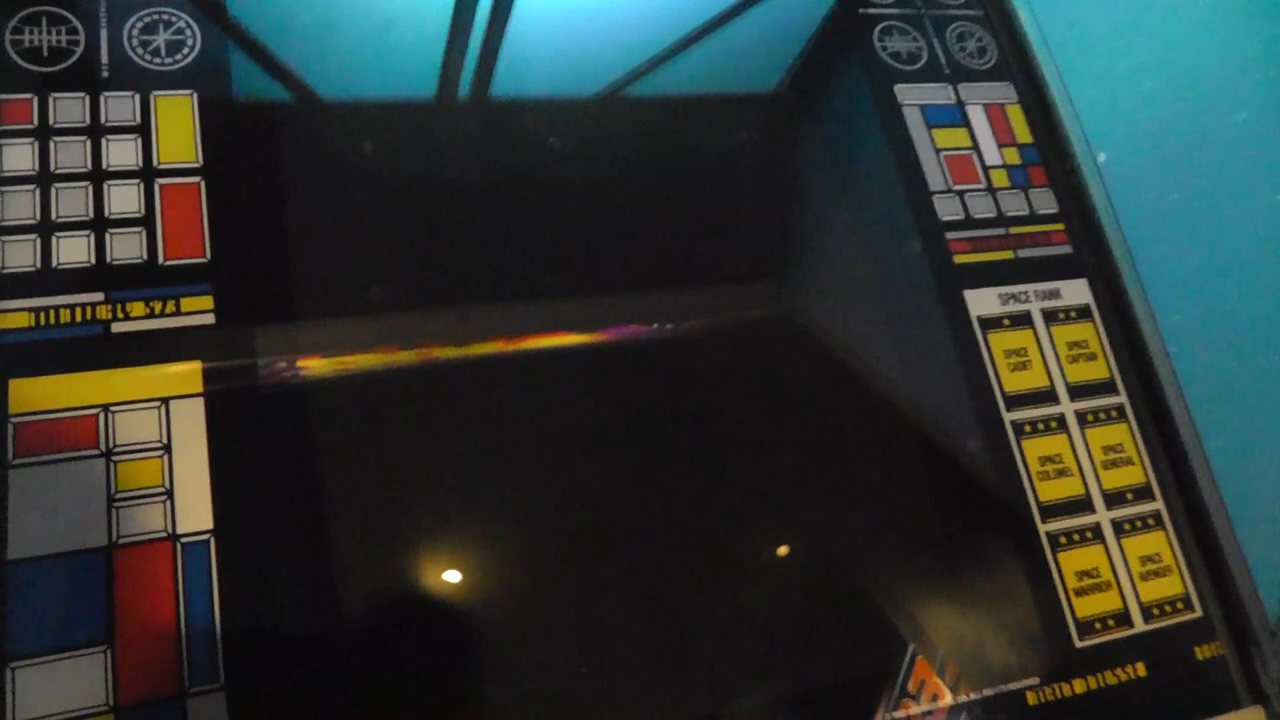 SPACE RANK
SPACE
CADET
SPACE
CAPTAIN
SPACE
COLONEL
SPACE
GENERAL
SPACE
WARRIOR
SPACE
AVENGER